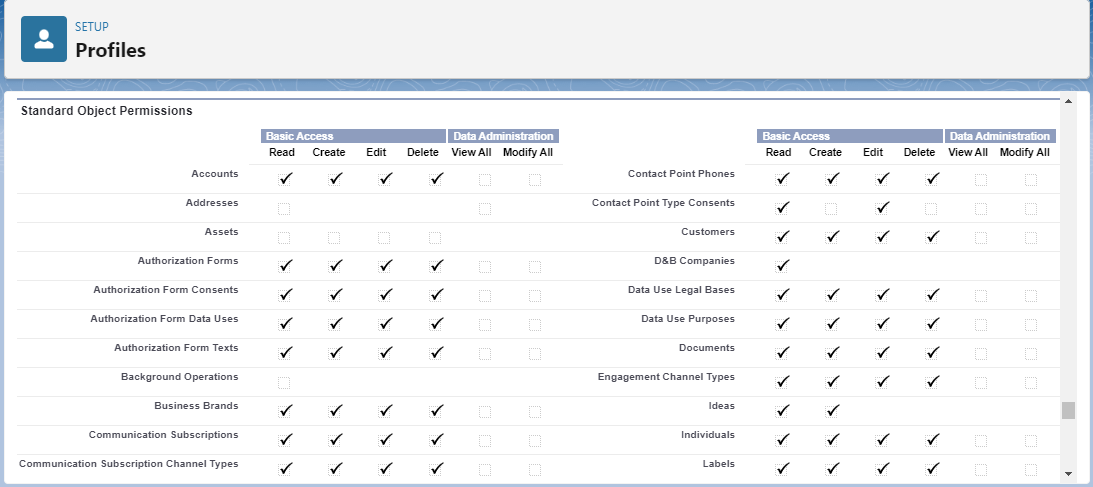 SETUP
Profiles
Standard Object Permissions
Basic Access Data Administration Basic Access Data Administration
Read Create Edit Delete View All Modify All Read Create Edit Delete View All Modify All
Accounts Contact Point Phones
Addresses Contact Point Type Consents
Assets Customers
Authorization Forms D&B Companies
Authorization Form Consents Data Use Legal Bases
Authorization Form Data Uses Data Use Purposes
Authorization Form Texts Documents
Background Operations Engagement Channel Types
Business Brands Ideas
Communication Subscriptions Individuals
Communication Subscription Channel Types Labels